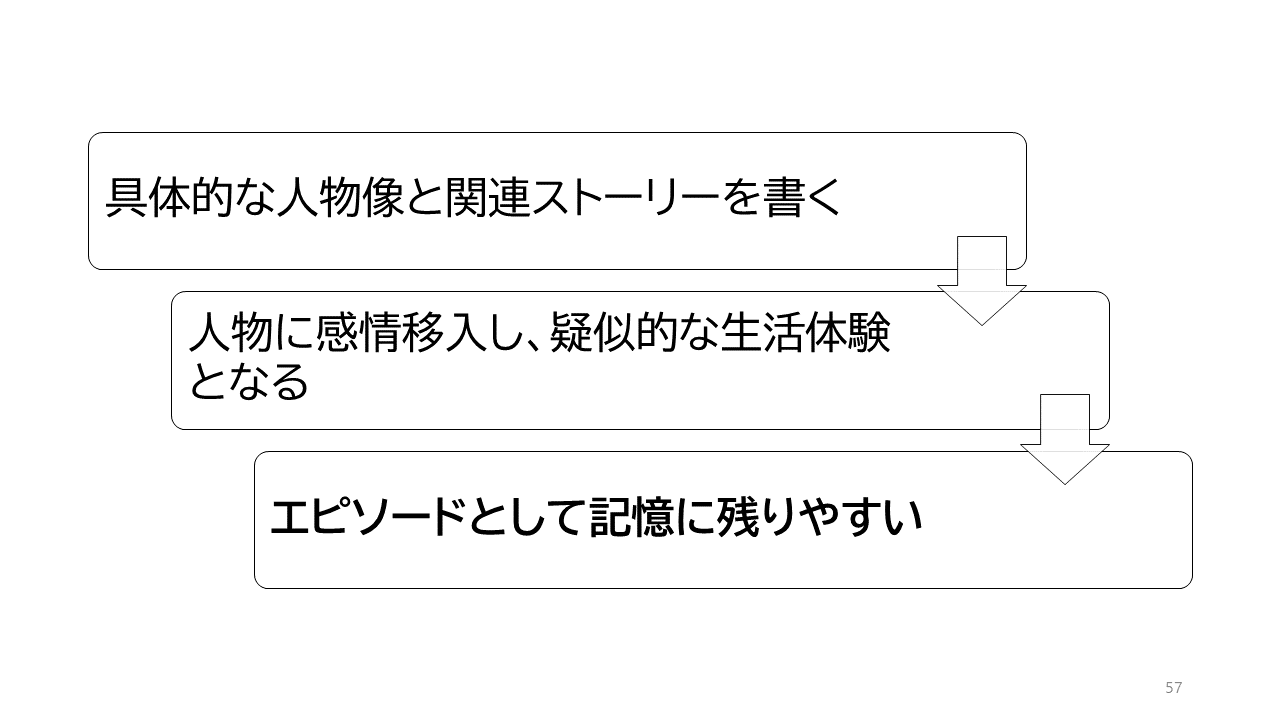 具体的な人物像と関連ストーリーを書く
人物に感情移入し、疑似的な生活体験
となる
エピソードとして記憶に残りやすい
57